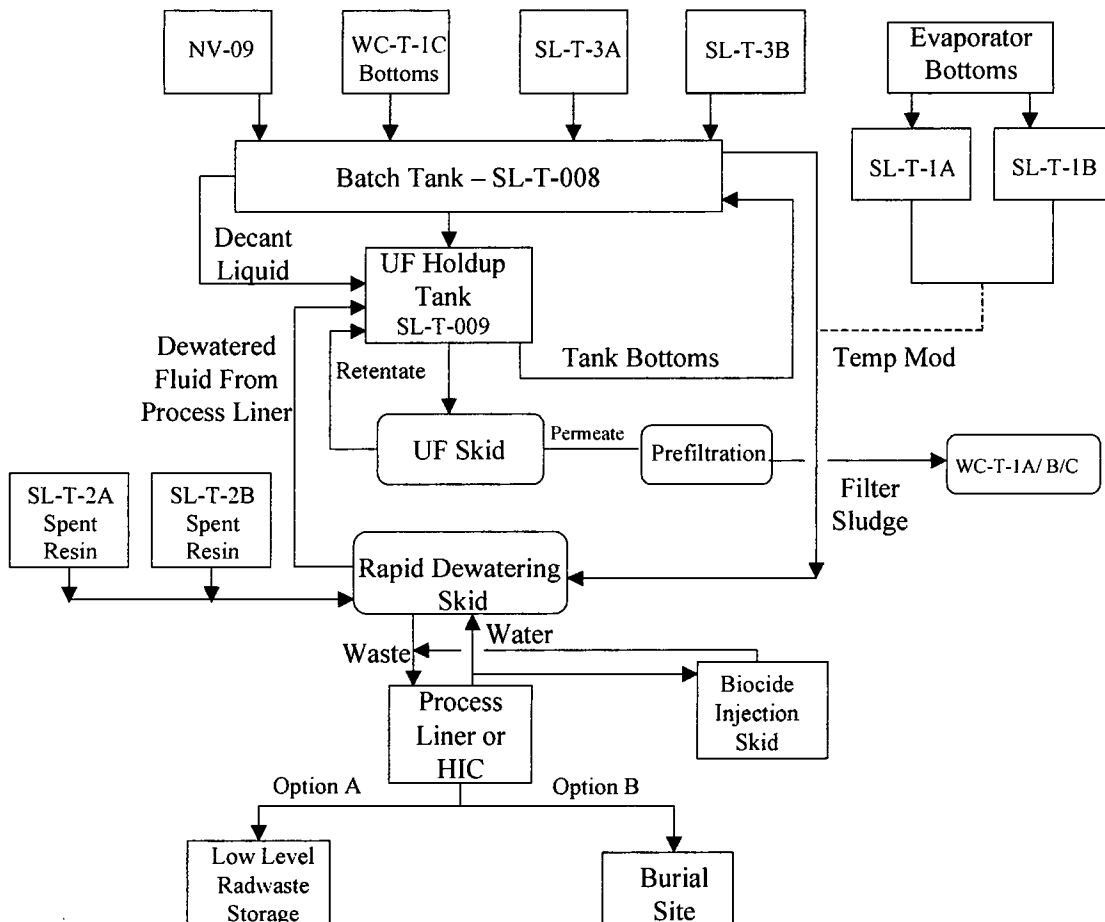 NV-09
WC-T-1C
Bottoms
SL-T-3A
SL-T-3B
Evaporator
Bottoms
Batch Tank – SL-T-008
SL-T-1A
SL-T-1B
Decant
Liquid
UF Holdup
Tank
SL-T-009
Dewatered
Fluid From
Process Liner
Retentate
Tank Bottoms
Temp Mod
UF Skid
Permeate
Prefiltration
WC-T-1A/ B/C
Filter
Sludge
SL-T-2A
Spent
Resin
SL-T-2B
Spent
Resin
Rapid Dewatering
Skid
Water
Waste
Process
Liner or
HIC
Biocide
Injection
Skid
Option A
Option B
Low Level
Radwaste
Storage
Burial
Site